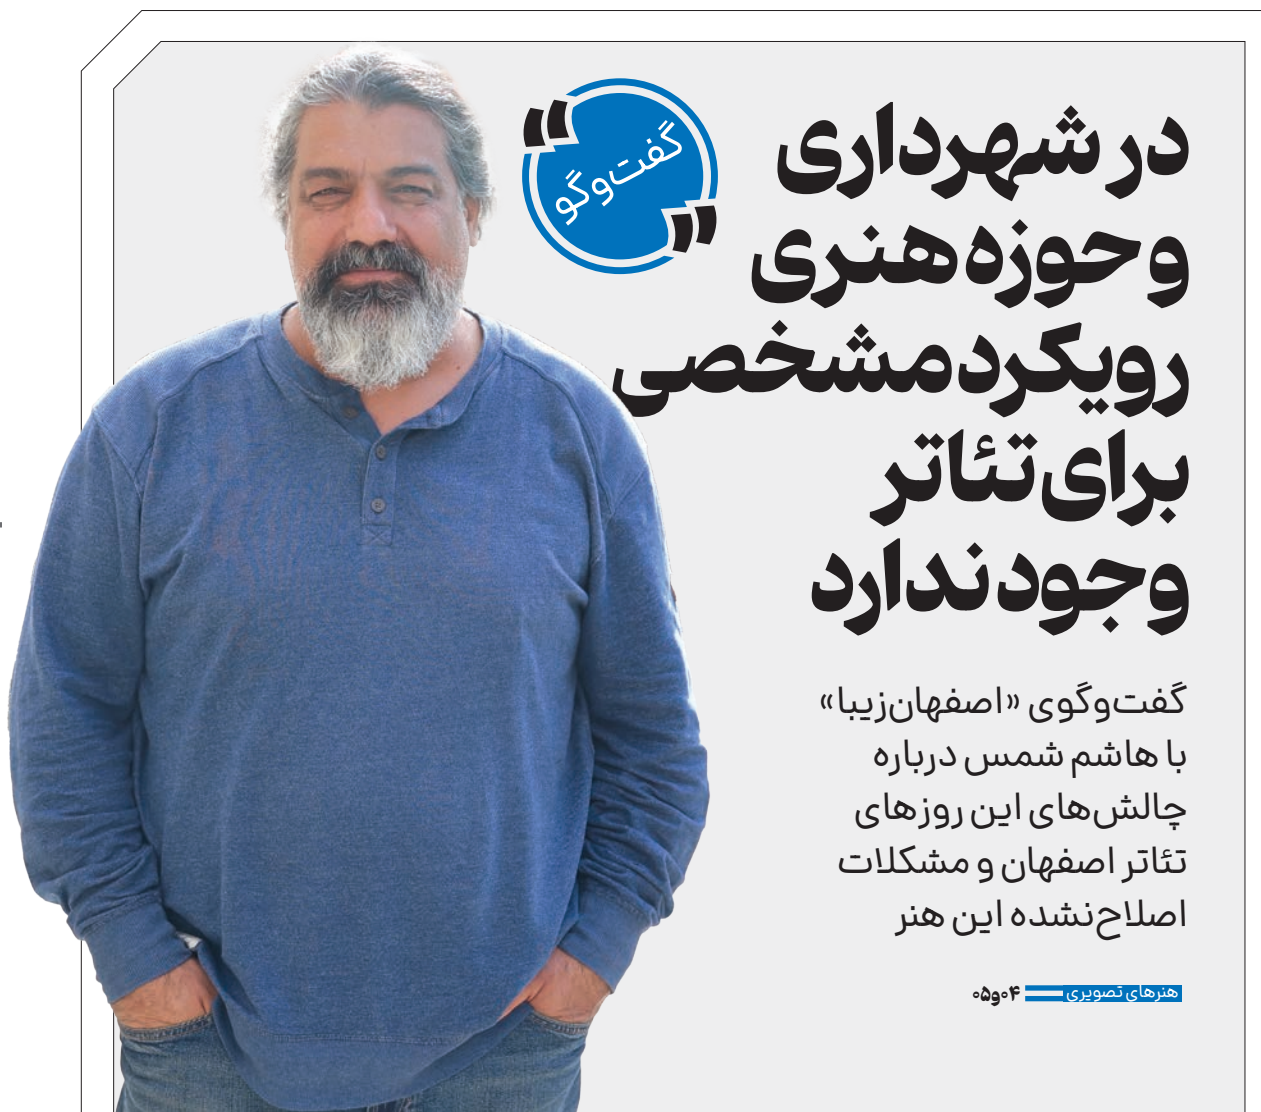 در شهرداری
و حوزه هنری
رویکرد مشخصی
برای تئاتر
وجود ندارد
گفت‌وگو
گفت‌وگوی «اصفهان‌زیبا»
با هاشم شمس درباره
چالش‌های این روزهای
تئاتر اصفهان و مشکلات
اصلاح‌نشده این هنر
هنرهای تصویری ۰۴و۰۵